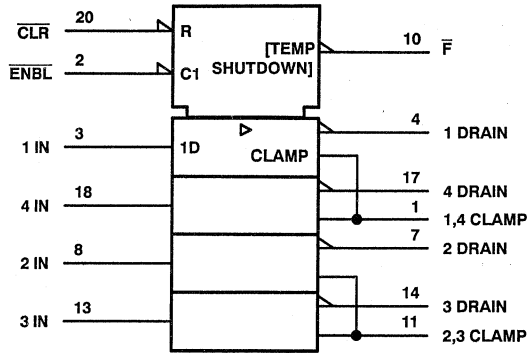 C̅L̅R̅ 20 R [TEMP SHUTDOWN] 10 F̅
E̅N̅B̅L̅ 2 C1
1 IN 3 1D ▷ CLAMP 4 1 DRAIN
4 IN 18 17 4 DRAIN
1 1,4 CLAMP
2 IN 8 7 2 DRAIN
3 IN 13 14 3 DRAIN
11 2,3 CLAMP